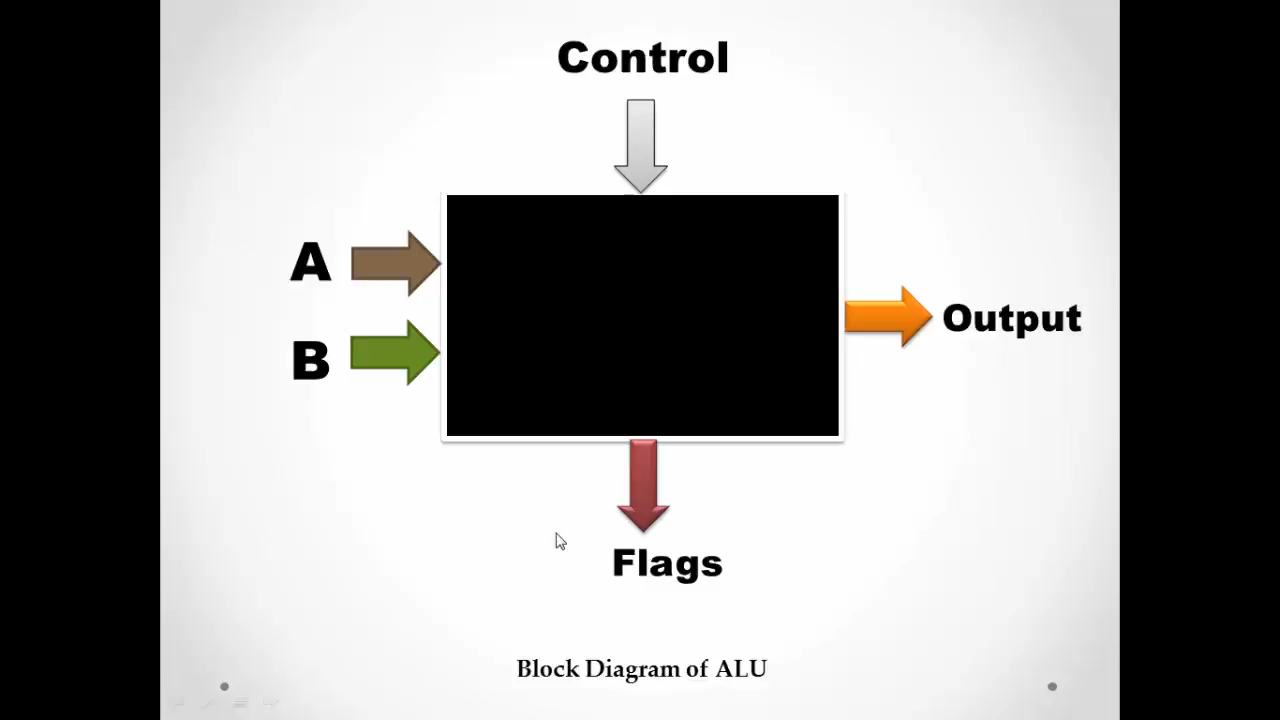 Control
A
B
Output
Flags
Block Diagram of ALU